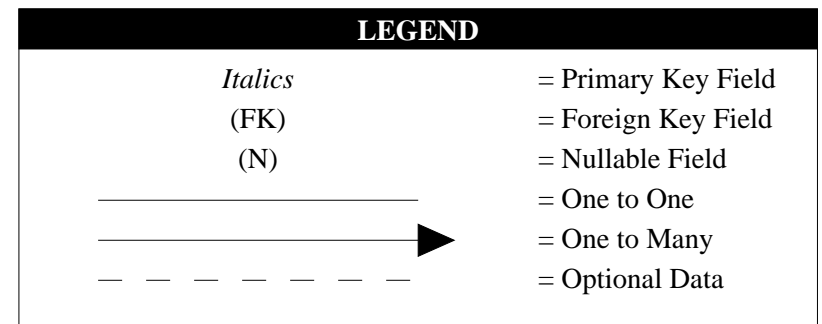 LEGEND
Italics = Primary Key Field
(FK) = Foreign Key Field
(N) = Nullable Field
= One to One
= One to Many
= Optional Data